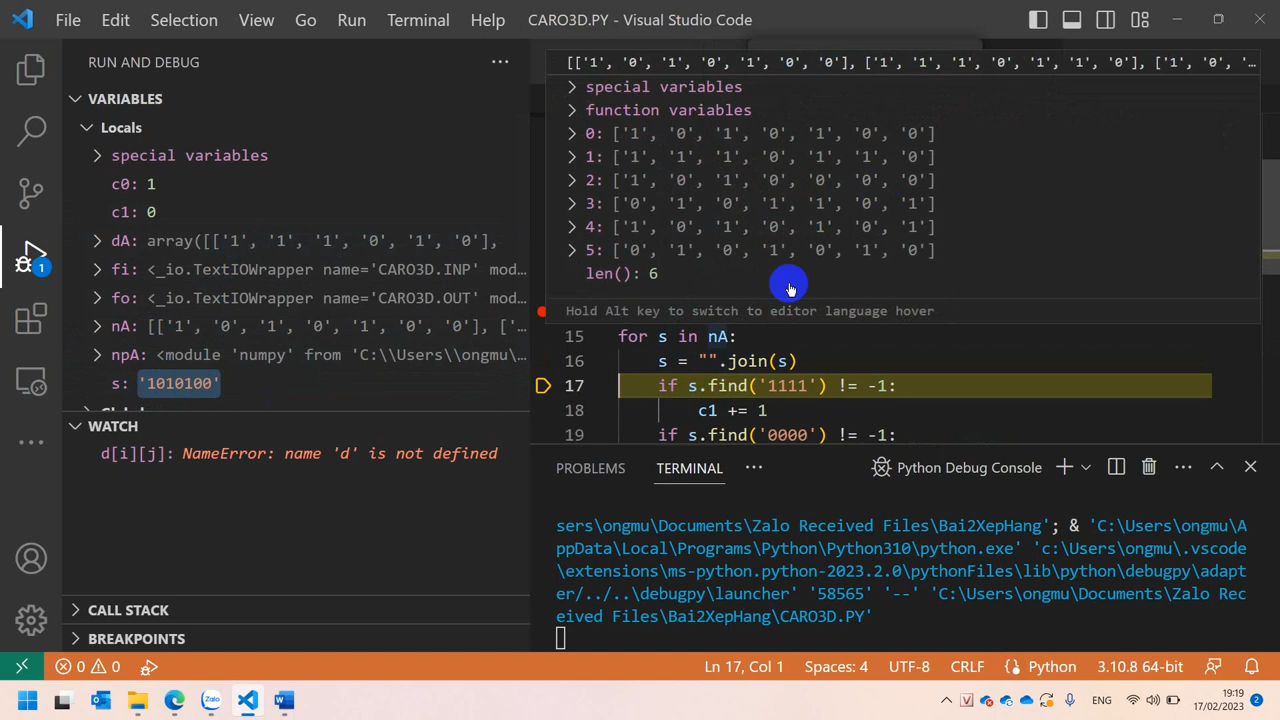 File Edit Selection View Go Run Terminal Help CARO3D.PY - Visual Studio Code
RUN AND DEBUG ···
VARIABLES
Locals
special variables
c0: 1
c1: 0
dA: array([['1', '1', '1', '0', '1', '0'],
fi: <_io.TextIOWrapper name='CARO3D.INP' mod…
fo: <_io.TextIOWrapper name='CARO3D.OUT' mod…
nA: [['1', '0', '1', '0', '1', '0', '0'], ['…
npA: <module 'numpy' from 'C:\\Users\\ongmu\…
s: '1010100'
WATCH
d[i][j]: NameError: name 'd' is not defined
CALL STACK
BREAKPOINTS
[['1', '0', '1', '0', '1', '0', '0'], ['1', '1', '1', '0', '1', '1', '0'], ['1', '0', '…
special variables
function variables
0: ['1', '0', '1', '0', '1', '0', '0']
1: ['1', '1', '1', '0', '1', '1', '0']
2: ['1', '0', '1', '0', '0', '0', '0']
3: ['0', '1', '0', '1', '1', '0', '1']
4: ['1', '0', '1', '0', '1', '0', '1']
5: ['0', '1', '0', '1', '0', '1', '0']
len(): 6
Hold Alt key to switch to editor language hover
15 for s in nA:
16 s = "".join(s)
17 if s.find('1111') != -1:
18 c1 += 1
19 if s.find('0000') != -1:
PROBLEMS TERMINAL ··· Python Debug Console
sers\ongmu\Documents\Zalo Received Files\Bai2XepHang'; & 'C:\Users\ongmu\A
ppData\Local\Programs\Python\Python310\python.exe' 'c:\Users\ongmu\.vscode
\extensions\ms-python.python-2023.2.0\pythonFiles\lib\python\debugpy\adapt
er/../..\debugpy\launcher' '58565' '--' 'C:\Users\ongmu\Documents\Zalo Rec
eived Files\Bai2XepHang\CARO3D.PY'
0 0 Ln 17, Col 1 Spaces: 4 UTF-8 CRLF Python 3.10.8 64-bit
ENG 19:19
17/02/2023 2